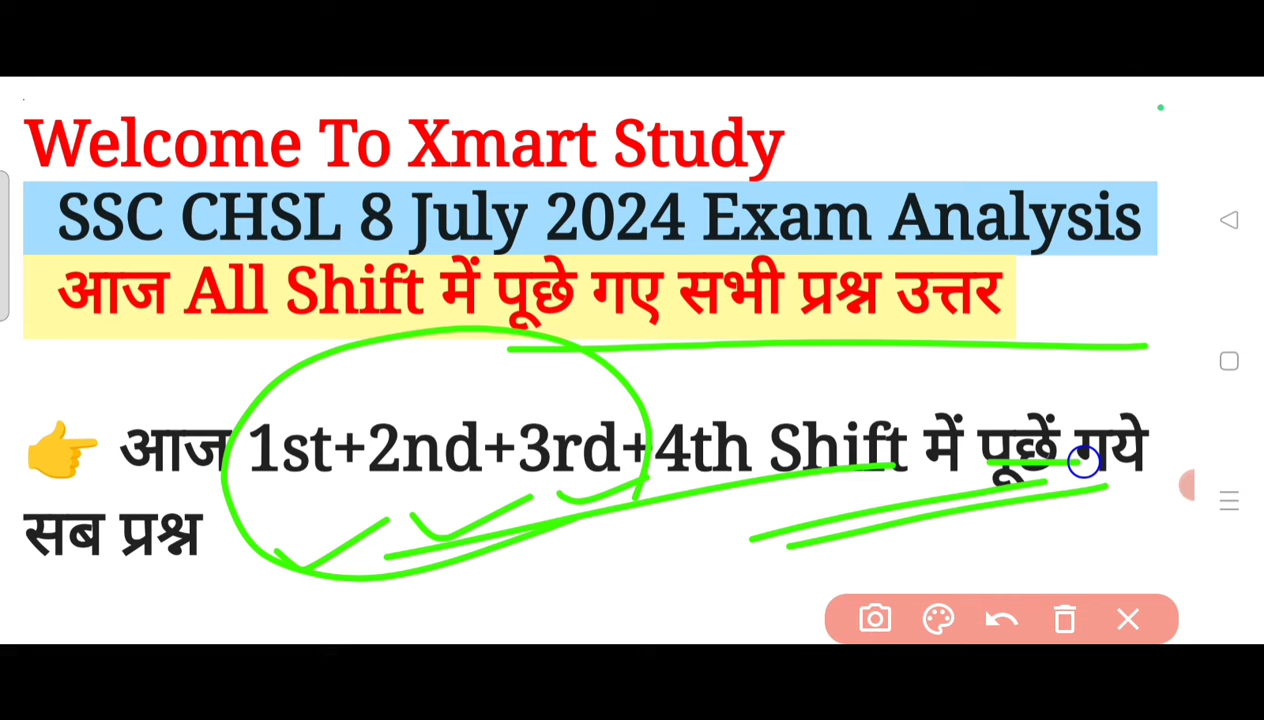 Welcome To Xmart Study
SSC CHSL 8 July 2024 Exam Analysis
आज All Shift में पूछे गए सभी प्रश्न उत्तर
👉 आज 1st+2nd+3rd+4th Shift में पूछें गये
सब प्रश्न